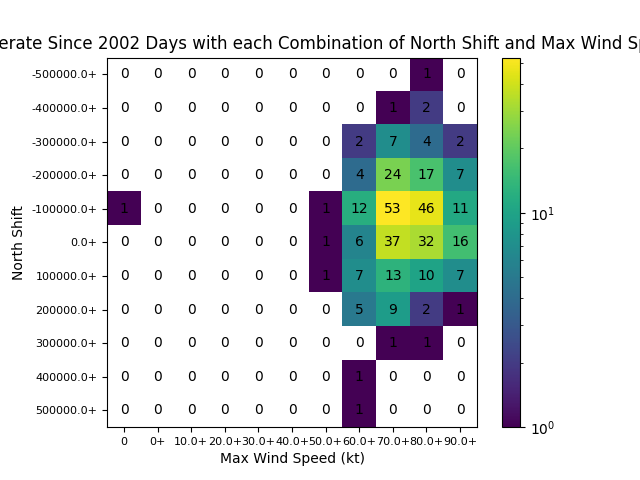 erate Since 2002 Days with each Combination of North Shift and Max Wind Sp
-500000.0+ 0 0 0 0 0 0 0 0 0 1 0
-400000.0+ 0 0 0 0 0 0 0 0 1 2 0
-300000.0+ 0 0 0 0 0 0 0 2 7 4 2
-200000.0+ 0 0 0 0 0 0 0 4 24 17 7
-100000.0+ 1 0 0 0 0 0 1 12 53 46 11
0.0+ 0 0 0 0 0 0 1 6 37 32 16
100000.0+ 0 0 0 0 0 0 1 7 13 10 7
200000.0+ 0 0 0 0 0 0 0 5 9 2 1
300000.0+ 0 0 0 0 0 0 0 0 1 1 0
400000.0+ 0 0 0 0 0 0 0 1 0 0 0
500000.0+ 0 0 0 0 0 0 0 1 0 0 0
0 0+ 10.0+ 20.0+ 30.0+ 40.0+ 50.0+ 60.0+ 70.0+ 80.0+ 90.0+
Max Wind Speed (kt)
North Shift
10¹
10⁰